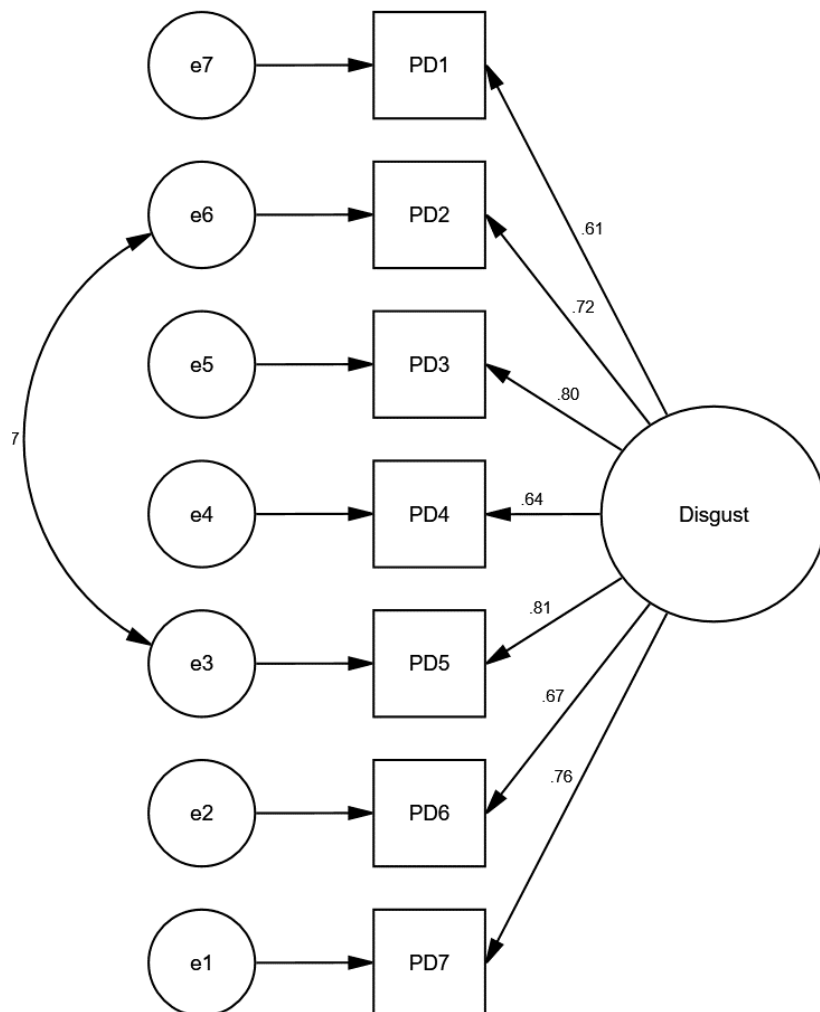 e7
PD1
.61
e6
PD2
.72
e5
PD3
.80
7
e4
PD4
.64
Disgust
e3
PD5
.81
e2
PD6
.67
e1
PD7
.76